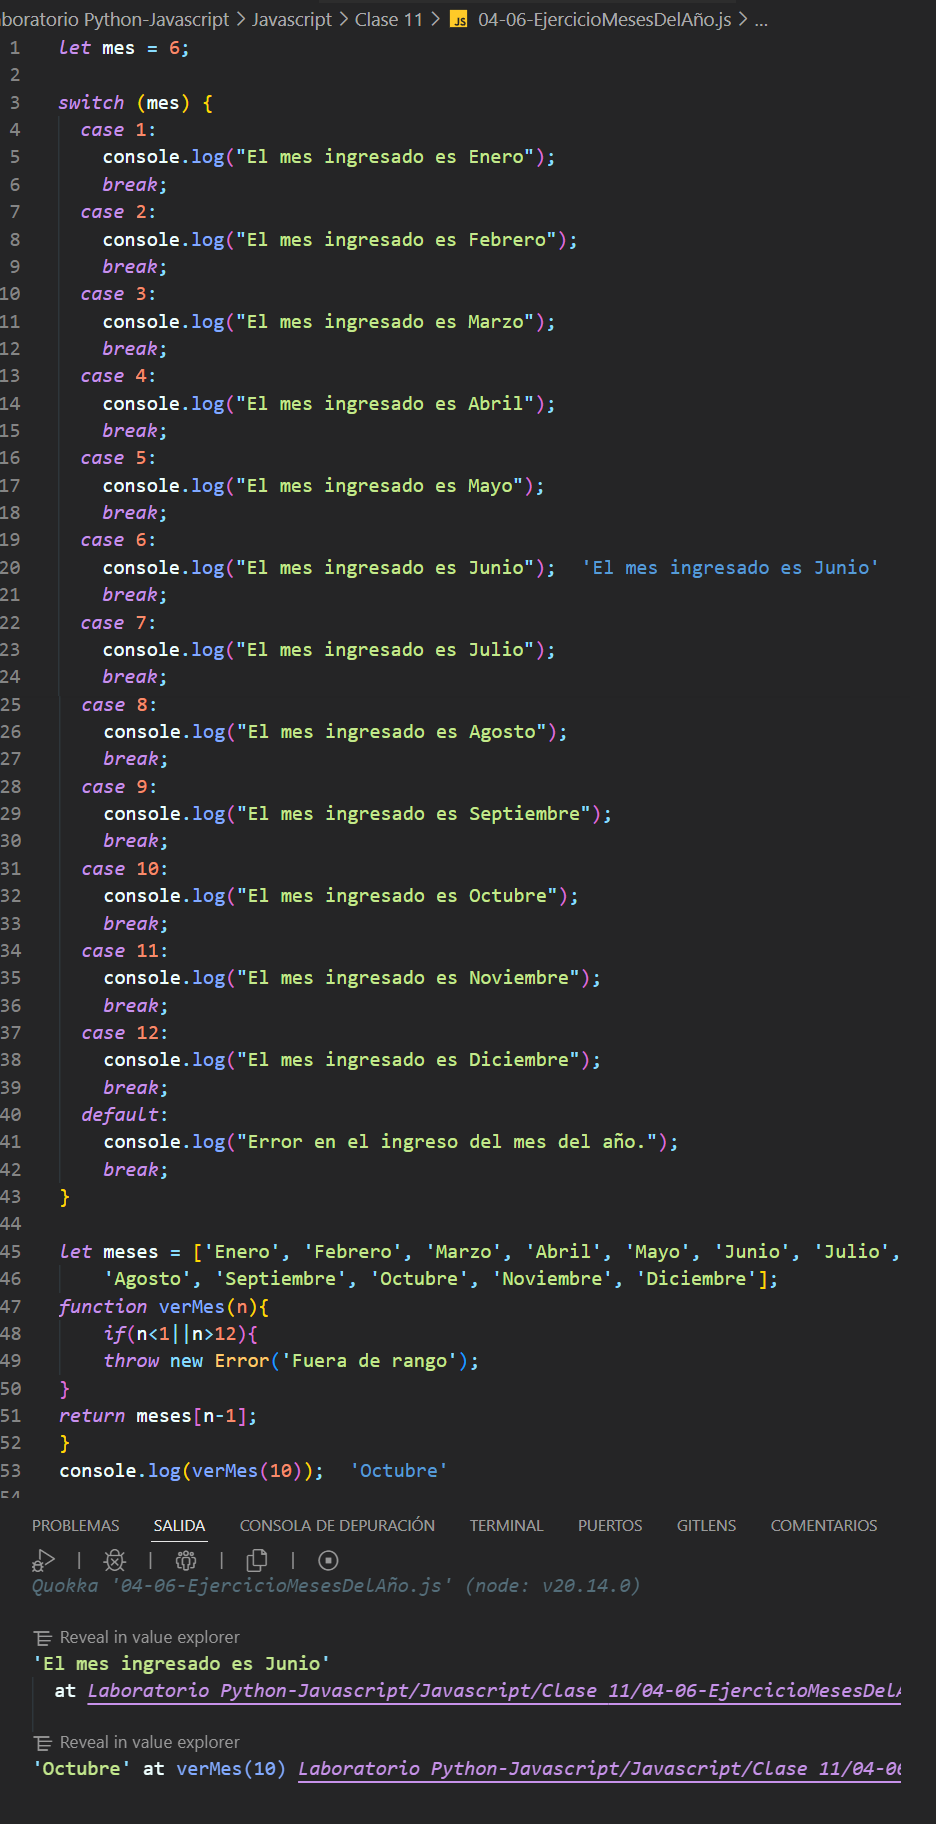 boratorio Python-Javascript > Javascript > Clase 11 > JS 04-06-EjercicioMesesDelAño.js > ...
1 let mes = 6;
2
3 switch (mes) {
4 case 1:
5 console.log("El mes ingresado es Enero");
6 break;
7 case 2:
8 console.log("El mes ingresado es Febrero");
9 break;
10 case 3:
11 console.log("El mes ingresado es Marzo");
12 break;
13 case 4:
14 console.log("El mes ingresado es Abril");
15 break;
16 case 5:
17 console.log("El mes ingresado es Mayo");
18 break;
19 case 6:
20 console.log("El mes ingresado es Junio"); 'El mes ingresado es Junio'
21 break;
22 case 7:
23 console.log("El mes ingresado es Julio");
24 break;
25 case 8:
26 console.log("El mes ingresado es Agosto");
27 break;
28 case 9:
29 console.log("El mes ingresado es Septiembre");
30 break;
31 case 10:
32 console.log("El mes ingresado es Octubre");
33 break;
34 case 11:
35 console.log("El mes ingresado es Noviembre");
36 break;
37 case 12:
38 console.log("El mes ingresado es Diciembre");
39 break;
40 default:
41 console.log("Error en el ingreso del mes del año.");
42 break;
43 }
44
45 let meses = ['Enero', 'Febrero', 'Marzo', 'Abril', 'Mayo', 'Junio', 'Julio',
46 'Agosto', 'Septiembre', 'Octubre', 'Noviembre', 'Diciembre'];
47 function verMes(n){
48 if(n<1||n>12){
49 throw new Error('Fuera de rango');
50 }
51 return meses[n-1];
52 }
53 console.log(verMes(10)); 'Octubre'
54
PROBLEMAS SALIDA CONSOLA DE DEPURACIÓN TERMINAL PUERTOS GITLENS COMENTARIOS
Quokka '04-06-EjercicioMesesDelAño.js' (node: v20.14.0)
Reveal in value explorer
'El mes ingresado es Junio'
at Laboratorio Python-Javascript/Javascript/Clase 11/04-06-EjercicioMesesDelA
Reveal in value explorer
'Octubre' at verMes(10) Laboratorio Python-Javascript/Javascript/Clase 11/04-06